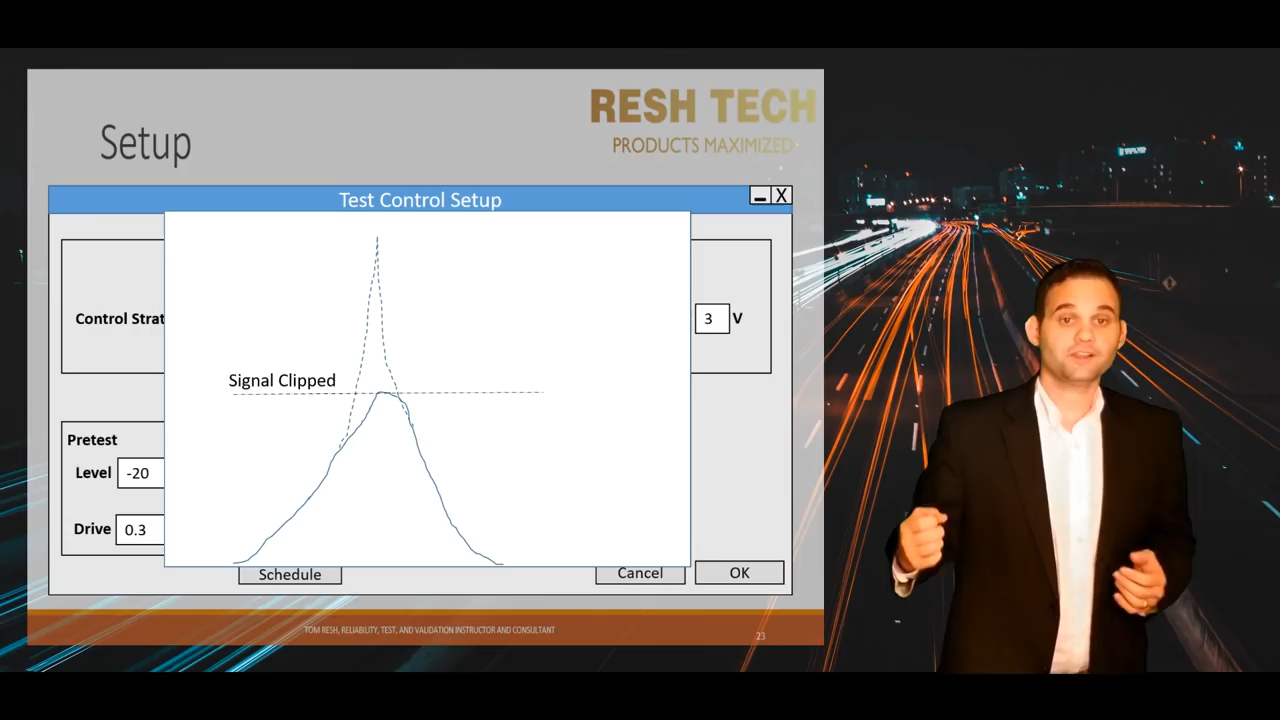 RESH TECH
PRODUCTS MAXIMIZED
Setup
Test Control Setup
X
Control Strat
3 V
Signal Clipped
Pretest
Level -20
Drive 0.3
Schedule
Cancel
OK
TOM RESH, RELIABILITY, TEST, AND VALIDATION INSTRUCTOR AND CONSULTANT
23